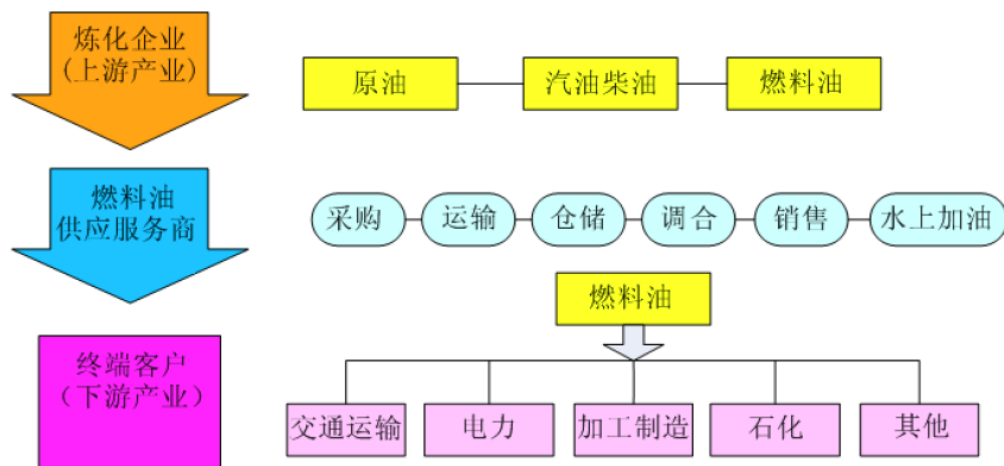 炼化企业
(上游产业)
原油
汽油柴油
燃料油
燃料油
供应服务商
采购
运输
仓储
调合
销售
水上加油
燃料油
终端客户
（下游产业）
交通运输
电力
加工制造
石化
其他